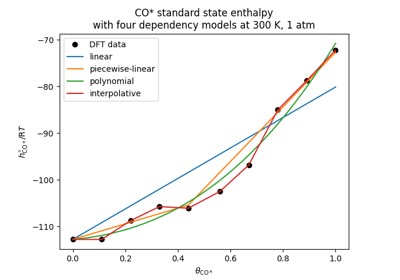 CO* standard state enthalpy
with four dependency models at 300 K, 1 atm
DFT data
linear
piecewise-linear
polynomial
interpolative
−70
−80
−90
−100
−110
h°CO*/RT
0.0
0.2
0.4
0.6
0.8
1.0
θCO*